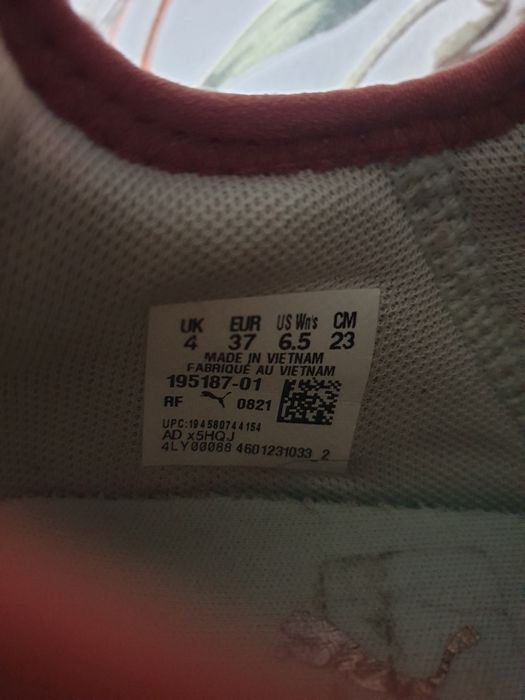 UK EUR US Wn's CM
4 37 6.5 23
MADE IN VIETNAM
FABRIQUÉ AU VIETNAM
195187-01
RF 0821
UPC:194580744154
AD x5HQJ
4LY00088 4601231033_2